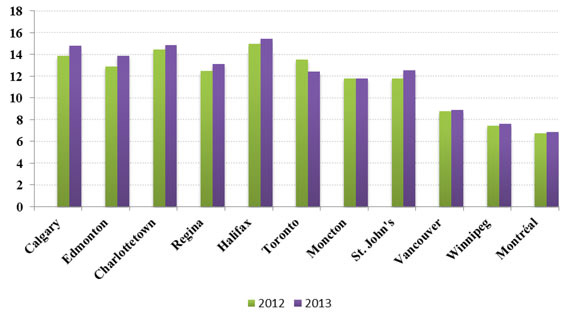 18
16
14
12
10
8
6
4
2
0
Calgary
Edmonton
Charlottetown
Regina
Halifax
Toronto
Moncton
St. John's
Vancouver
Winnipeg
Montréal
2012 2013